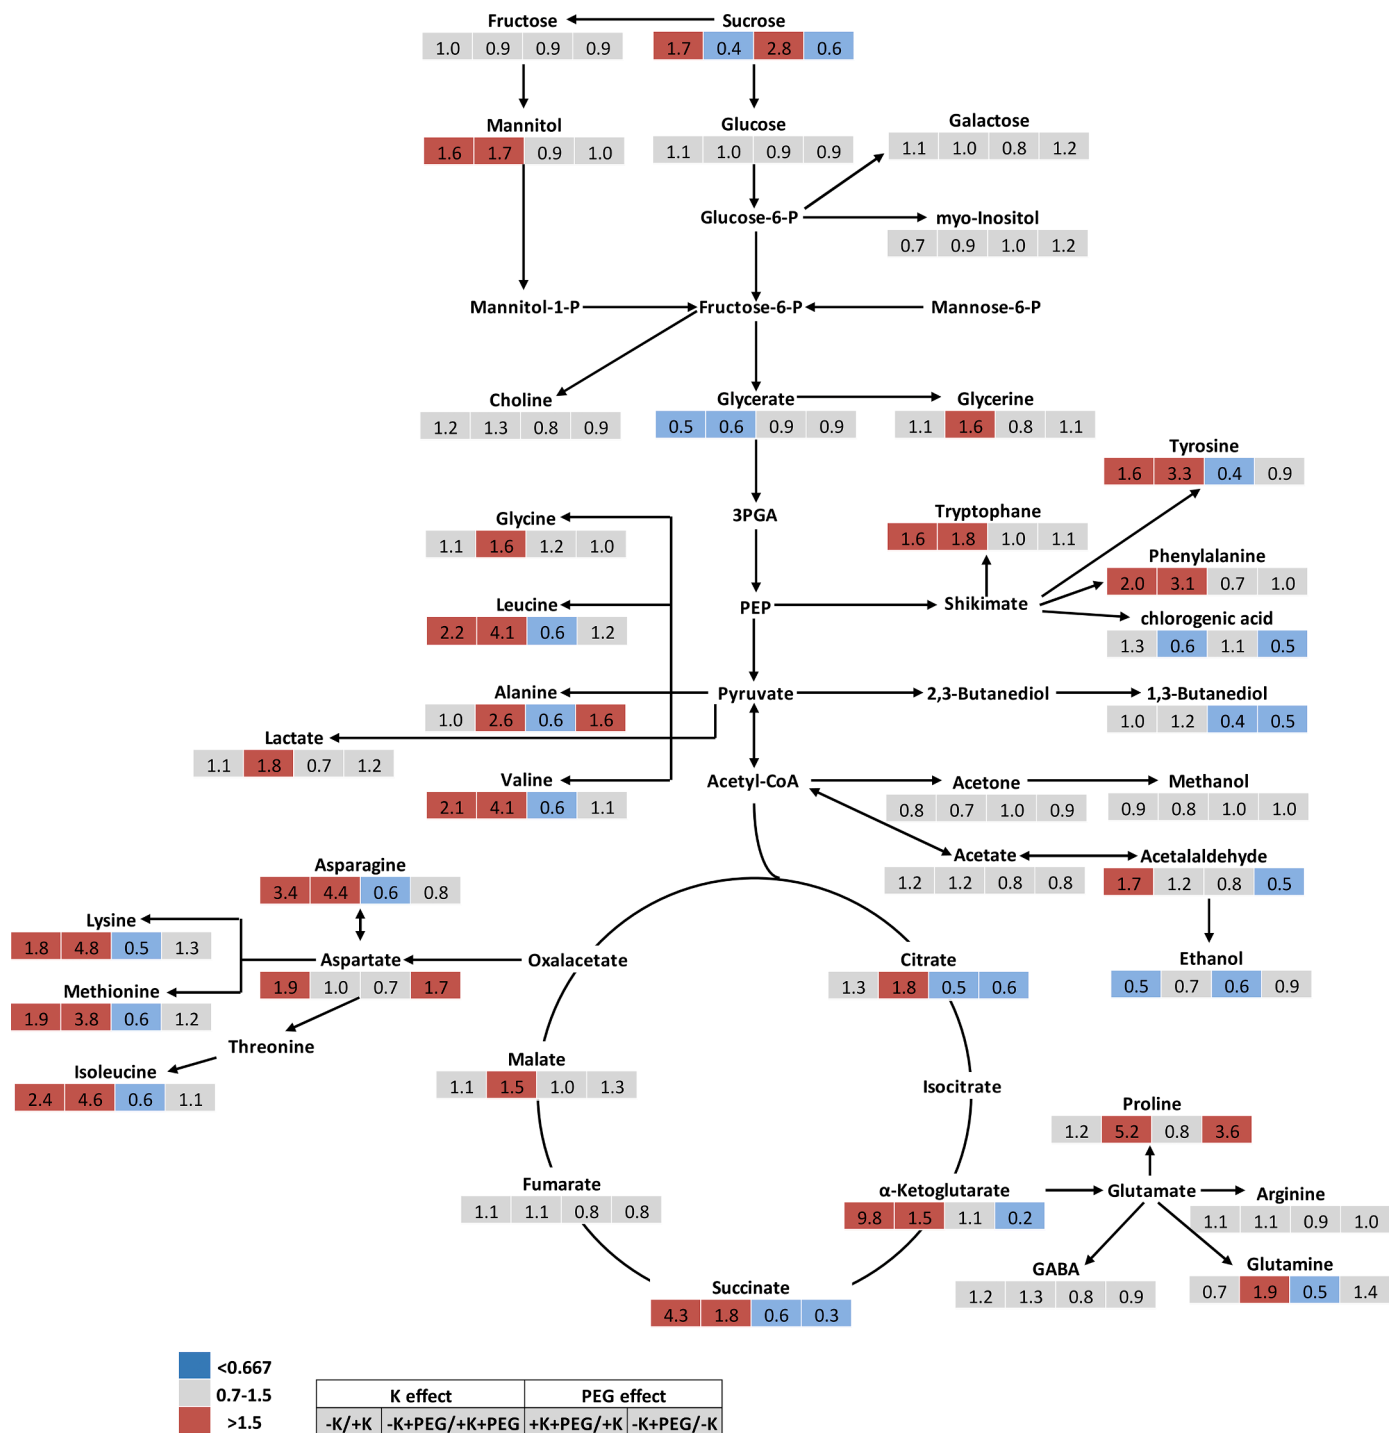 Fructose
Sucrose
1.0 0.9 0.9 0.9
1.7 0.4 2.8 0.6
Mannitol
Glucose
Galactose
1.6 1.7 0.9 1.0
1.1 1.0 0.9 0.9
1.1 1.0 0.8 1.2
Glucose-6-P
myo-Inositol
0.7 0.9 1.0 1.2
Mannitol-1-P
Fructose-6-P
Mannose-6-P
Choline
Glycerate
Glycerine
1.2 1.3 0.8 0.9
0.5 0.6 0.9 0.9
1.1 1.6 0.8 1.1
Tyrosine
1.6 3.3 0.4 0.9
Glycine
3PGA
Tryptophane
1.1 1.6 1.2 1.0
1.6 1.8 1.0 1.1
Phenylalanine
2.0 3.1 0.7 1.0
Leucine
PEP
Shikimate
chlorogenic acid
2.2 4.1 0.6 1.2
1.3 0.6 1.1 0.5
Alanine
Pyruvate
2,3-Butanediol
1,3-Butanediol
1.0 2.6 0.6 1.6
1.0 1.2 0.4 0.5
Lactate
1.1 1.8 0.7 1.2
Valine
Acetyl-CoA
Acetone
Methanol
2.1 4.1 0.6 1.1
0.8 0.7 1.0 0.9
0.9 0.8 1.0 1.0
Asparagine
Acetate
Acetalaldehyde
3.4 4.4 0.6 0.8
1.2 1.2 0.8 0.8
1.7 1.2 0.8 0.5
Lysine
1.8 4.8 0.5 1.3
Aspartate
Oxalacetate
Citrate
Ethanol
1.9 1.0 0.7 1.7
1.3 1.8 0.5 0.6
0.5 0.7 0.6 0.9
Methionine
1.9 3.8 0.6 1.2
Threonine
Malate
Isoleucine
1.1 1.5 1.0 1.3
Isocitrate
2.4 4.6 0.6 1.1
Proline
1.2 5.2 0.8 3.6
Fumarate
α-Ketoglutarate
Glutamate
Arginine
1.1 1.1 0.8 0.8
9.8 1.5 1.1 0.2
1.1 1.1 0.9 1.0
GABA
Glutamine
1.2 1.3 0.8 0.9
0.7 1.9 0.5 1.4
Succinate
4.3 1.8 0.6 0.3
<0.667
0.7-1.5
>1.5
K effect PEG effect
-K/+K -K+PEG/+K+PEG +K+PEG/+K -K+PEG/-K